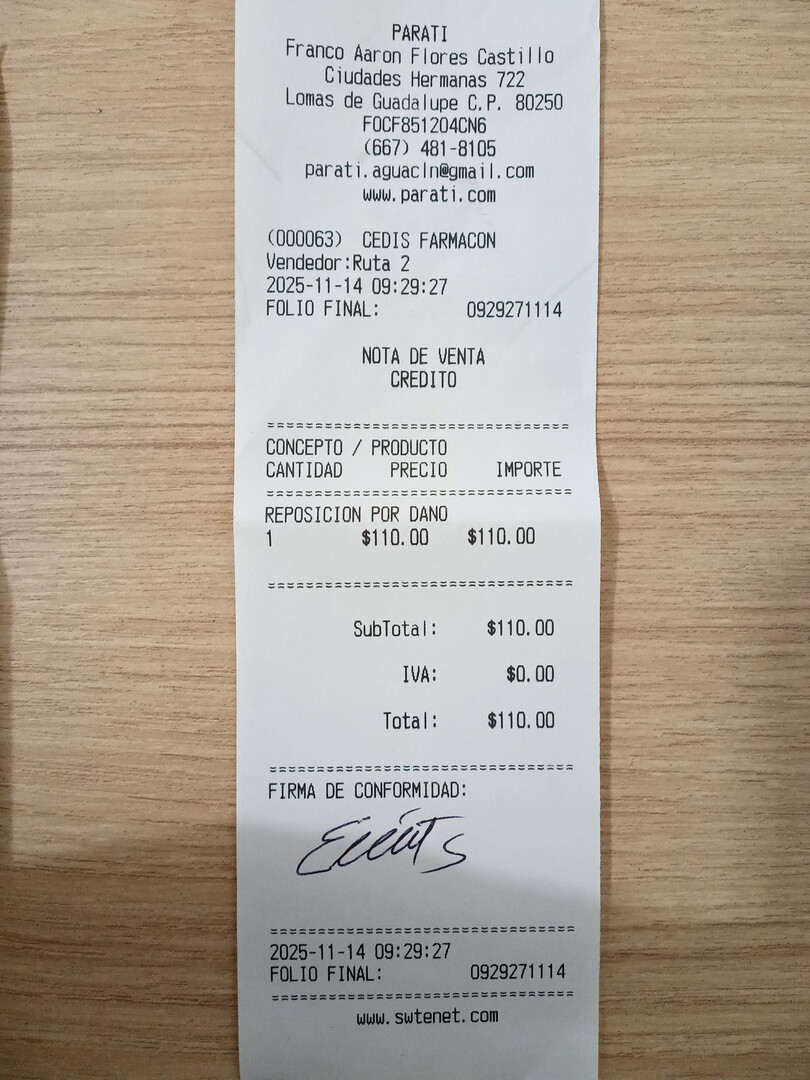 PARATI
Franco Aaron Flores Castillo
Ciudades Hermanas 722
Lomas de Guadalupe C.P. 80250
FOCF851204CN6
(667) 481-8105
parati.aguacln@gmail.com
www.parati.com
(000063) CEDIS FARMACON
Vendedor:Ruta 2
2025-11-14 09:29:27
FOLIO FINAL: 0929271114
NOTA DE VENTA
CREDITO
===============================
CONCEPTO / PRODUCTO
CANTIDAD PRECIO IMPORTE
===============================
REPOSICION POR DANO
1 $110.00 $110.00
===============================
SubTotal: $110.00
IVA: $0.00
Total: $110.00
===============================
FIRMA DE CONFORMIDAD:
===============================
2025-11-14 09:29:27
FOLIO FINAL: 0929271114
===============================
www.swtenet.com